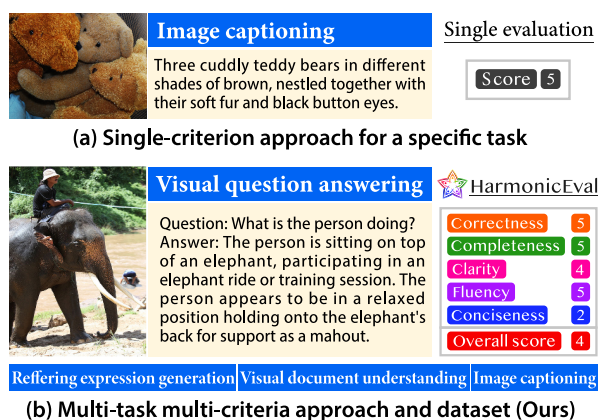 Image captioning
Three cuddly teddy bears in different
shades of brown, nestled together with
their soft fur and black button eyes.
Single evaluation
Score 5
(a) Single-criterion approach for a specific task
Visual question answering
Question: What is the person doing?
Answer: The person is sitting on top
of an elephant, participating in an
elephant ride or training session. The
person appears to be in a relaxed
position holding onto the elephant's
back for support as a mahout.
HarmonicEval
Correctness 5
Completeness 5
Clarity 4
Fluency 5
Conciseness 2
Overall score 4
Reffering expression generation Visual document understanding Image captioning
(b) Multi-task multi-criteria approach and dataset (Ours)